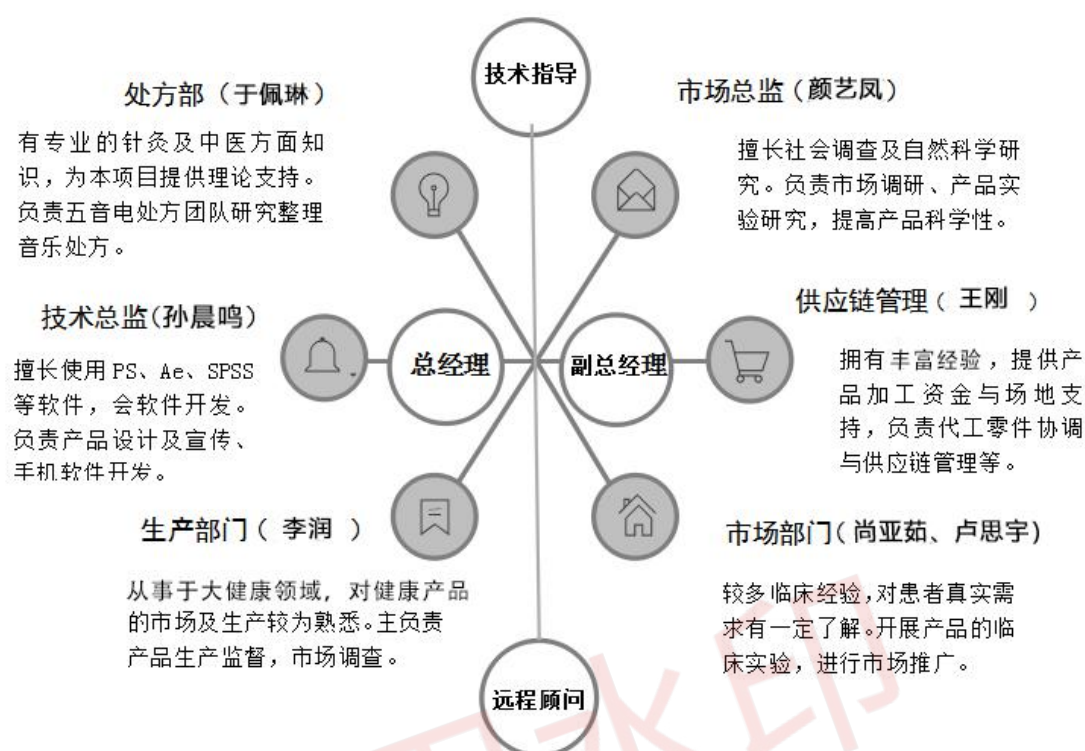 技术指导
处方部（于佩琳）
有专业的针灸及中医方面知
识，为本项目提供理论支持。
负责五音电处方团队研究整理
音乐处方。
市场总监（颜艺凤）
擅长社会调查及自然科学研
究。负责市场调研、产品实
验研究，提高产品科学性。
技术总监(孙晨鸣)
擅长使用 PS、Ae、SPSS
等软件，会软件开发。
负责产品设计及宣传、
手机软件开发。
总经理
副总经理
供应链管理（ 王刚 ）
拥有丰富经验，提供产
品加工资金与场地支
持，负责代工零件协调
与供应链管理等。
生产部门（ 李润 ）
从事于大健康领域，对健康产品
的市场及生产较为熟悉。主负责
产品生产监督，市场调查。
市场部门(尚亚茹、卢思宇)
较多临床经验,对患者真实需
求有一定了解。开展产品的临
床实验，进行市场推广。
远程顾问
水印